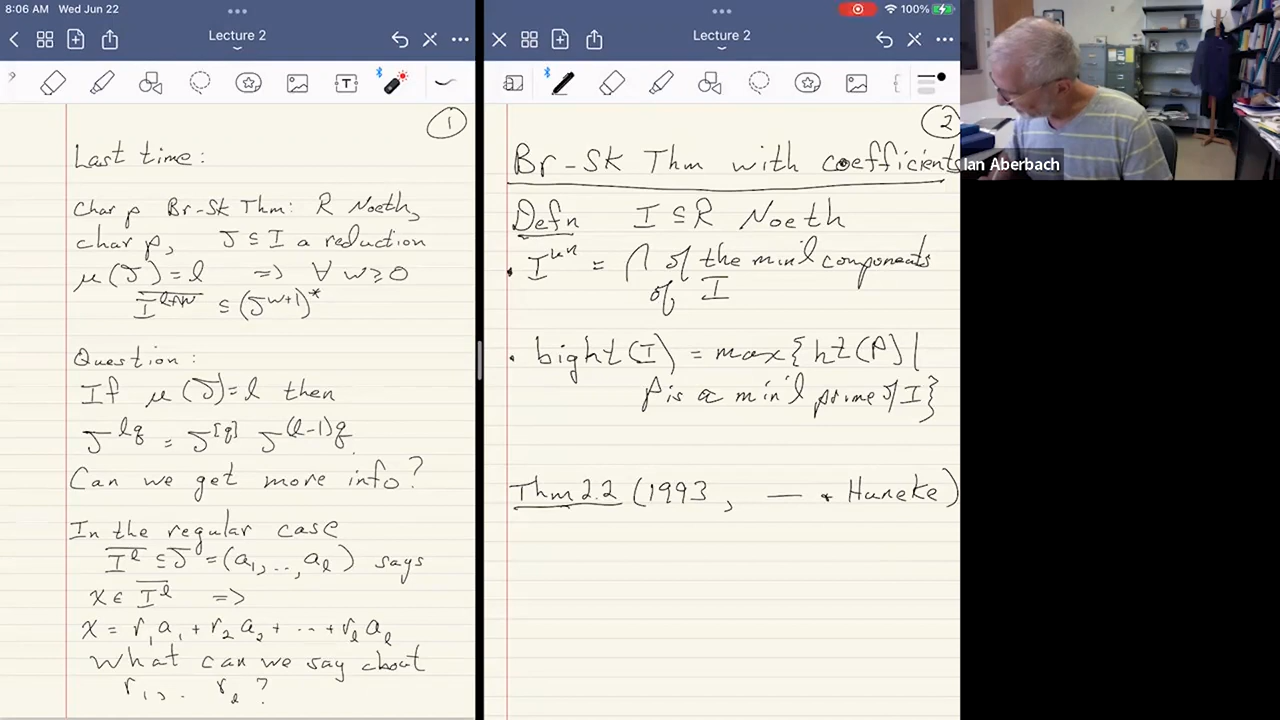 8:06 AM Wed Jun 22
100%
Lecture 2
Lecture 2
1
Last time:
Char p Br-Sk Thm: R Noeth,
char p, J ⊆ I a reduction
μ(J) = l ⇒ ∀ w ≥ 0
\overline{I^{l+w}} ⊆ (J^{w+1})^*
Question:
If μ(J) = l then
J^{lq} = J^{[q]} J^{(l-1)q}.
Can we get more info?
In the regular case
\overline{I^l} ⊆ J = (a_1, .., a_l) says
x ∈ \overline{I^l} ⇒
x = r_1 a_1 + r_2 a_2 + ... + r_l a_l
What can we say about
r_1, . r_l ?
2
Br-Sk Thm with coefficients
Defn I ⊆ R Noeth
• I^{un} = ∩ of the min'l components
of I
• bight(I) = max{ht(P) |
P is a min'l prime of I}
Thm 2.2 (1993, — + Huneke)
Ian Aberbach